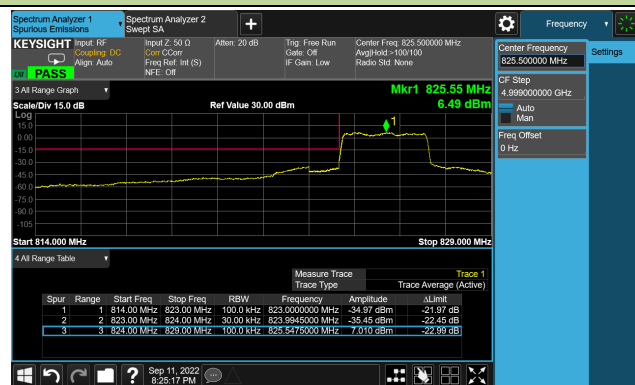 Spectrum Analyzer 1
Spurious Emissions
Spectrum Analyzer 2
Swept SA
Frequency
KEYSIGHT
Input: RF
Coupling: DC
Align: Auto
Input Z: 50 Ω
Corr CCorr
Freq Ref: Int (S)
NFE: Off
Atten: 20 dB
Trig: Free Run
Gate: Off
IF Gain: Low
Center Freq: 825.500000 MHz
Avg|Hold:>100/100
Radio Std: None
LNI PASS
Center Frequency
825.500000 MHz
Settings
CF Step
4.999000000 GHz
Auto
Man
Freq Offset
0 Hz
3 All Range Graph
Mkr1 825.55 MHz
Scale/Div 15.0 dB
Ref Value 30.00 dBm
6.49 dBm
Log
15.0
0.00
-15.0
-30.0
-45.0
-60.0
-75.0
-90.0
-105
1
Start 814.000 MHz
Stop 829.000 MHz
4 All Range Table
Measure Trace Trace 1
Trace Type Trace Average (Active)
Spur Range Start Freq Stop Freq RBW Frequency Amplitude ΔLimit
1 1 814.00 MHz 823.00 MHz 100.0 kHz 823.0000000 MHz -34.97 dBm -21.97 dB
2 2 823.00 MHz 824.00 MHz 30.00 kHz 823.9945000 MHz -35.45 dBm -22.45 dB
3 3 824.00 MHz 829.00 MHz 100.0 kHz 825.5475000 MHz 7.010 dBm -22.99 dB
Sep 11, 2022
8:25:17 PM